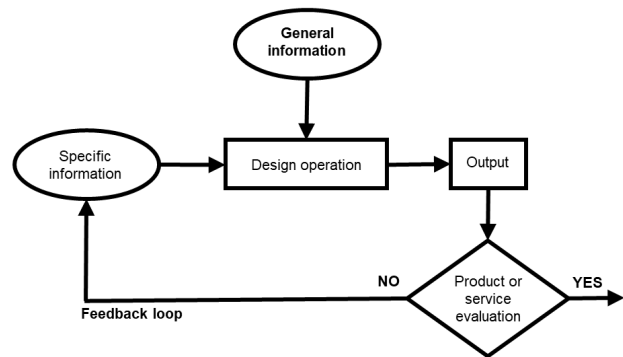 General
information
Specific
information
Design operation
Output
NO
Product or
service
evaluation
YES
Feedback loop